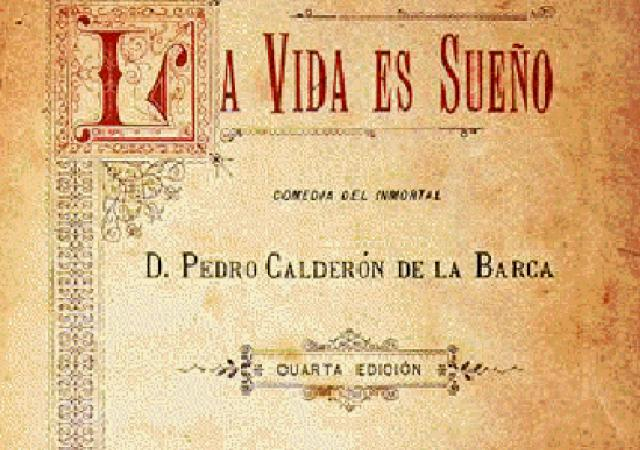 LA VIDA ES SUEÑO
COMEDIA DEL INMORTAL
D. PEDRO CALDERÓN DE LA BARCA
CUARTA EDICIÓN